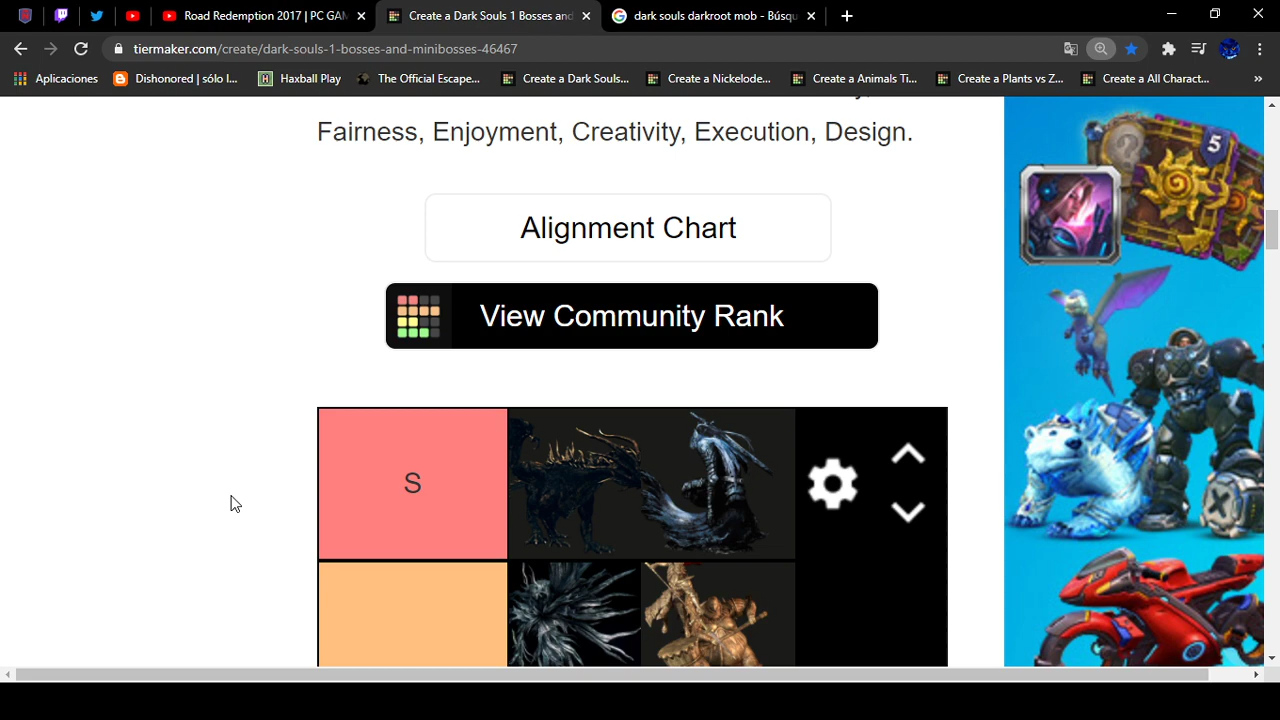 Road Redemption 2017 | PC GAM
Create a Dark Souls 1 Bosses and
dark souls darkroot mob - Búsqu
tiermaker.com/create/dark-souls-1-bosses-and-minibosses-46467
Aplicaciones
Dishonored | sólo l...
Haxball Play
The Official Escape...
Create a Dark Souls...
Create a Nickelode...
Create a Animals Ti...
Create a Plants vs Z...
Create a All Charact...
»
Fairness, Enjoyment, Creativity, Execution, Design.
5
Alignment Chart
View Community Rank
S